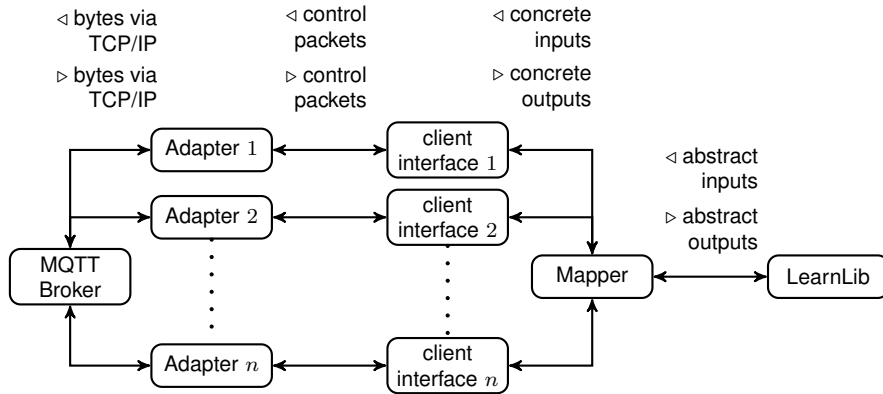 ◁ bytes via
TCP/IP
▷ bytes via
TCP/IP
◁ control
packets
▷ control
packets
◁ concrete
inputs
▷ concrete
outputs
Adapter 1
client
interface 1
◁ abstract
inputs
▷ abstract
outputs
Adapter 2
client
interface 2
MQTT
Broker
Mapper
LearnLib
Adapter n
client
interface n